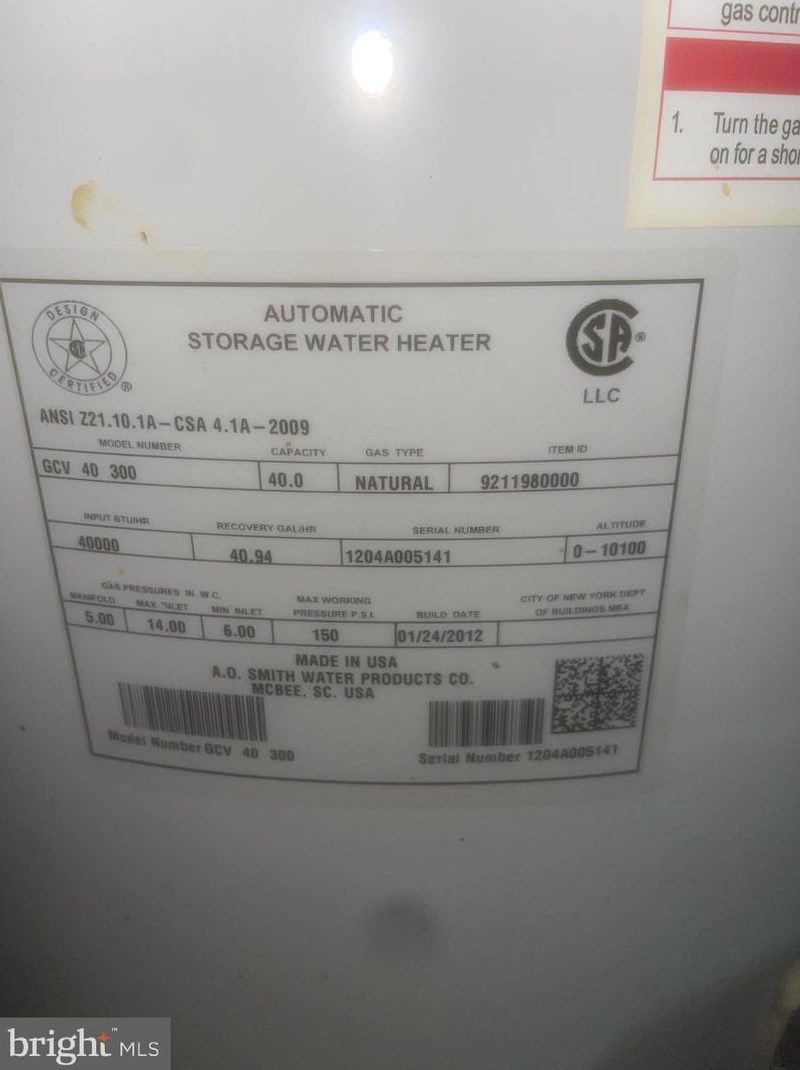 gas contr
1. Turn the ga
on for a shor
DESIGN
CERTIFIED ®
AUTOMATIC
STORAGE WATER HEATER
SA ®
LLC
ANSI Z21.10.1A-CSA 4.1A-2009
MODEL NUMBER CAPACITY GAS TYPE ITEM ID
GCV 40 300 40.0 NATURAL 9211980000
INPUT BTU/HR RECOVERY GAL/HR SERIAL NUMBER ALTITUDE
40000 40.94 1204A005141 0-10100
GAS PRESSURES IN. W.C. MAX WORKING CITY OF NEW YORK DEPT
MANIFOLD MAX INLET MIN INLET PRESSURE P.S.I. BUILD DATE OF BUILDINGS MEA
5.00 14.00 6.00 150 01/24/2012
MADE IN USA
A.O. SMITH WATER PRODUCTS CO.
MCBEE, SC. USA
Model Number GCV 40 300 Serial Number 1204A005141
bright™ MLS